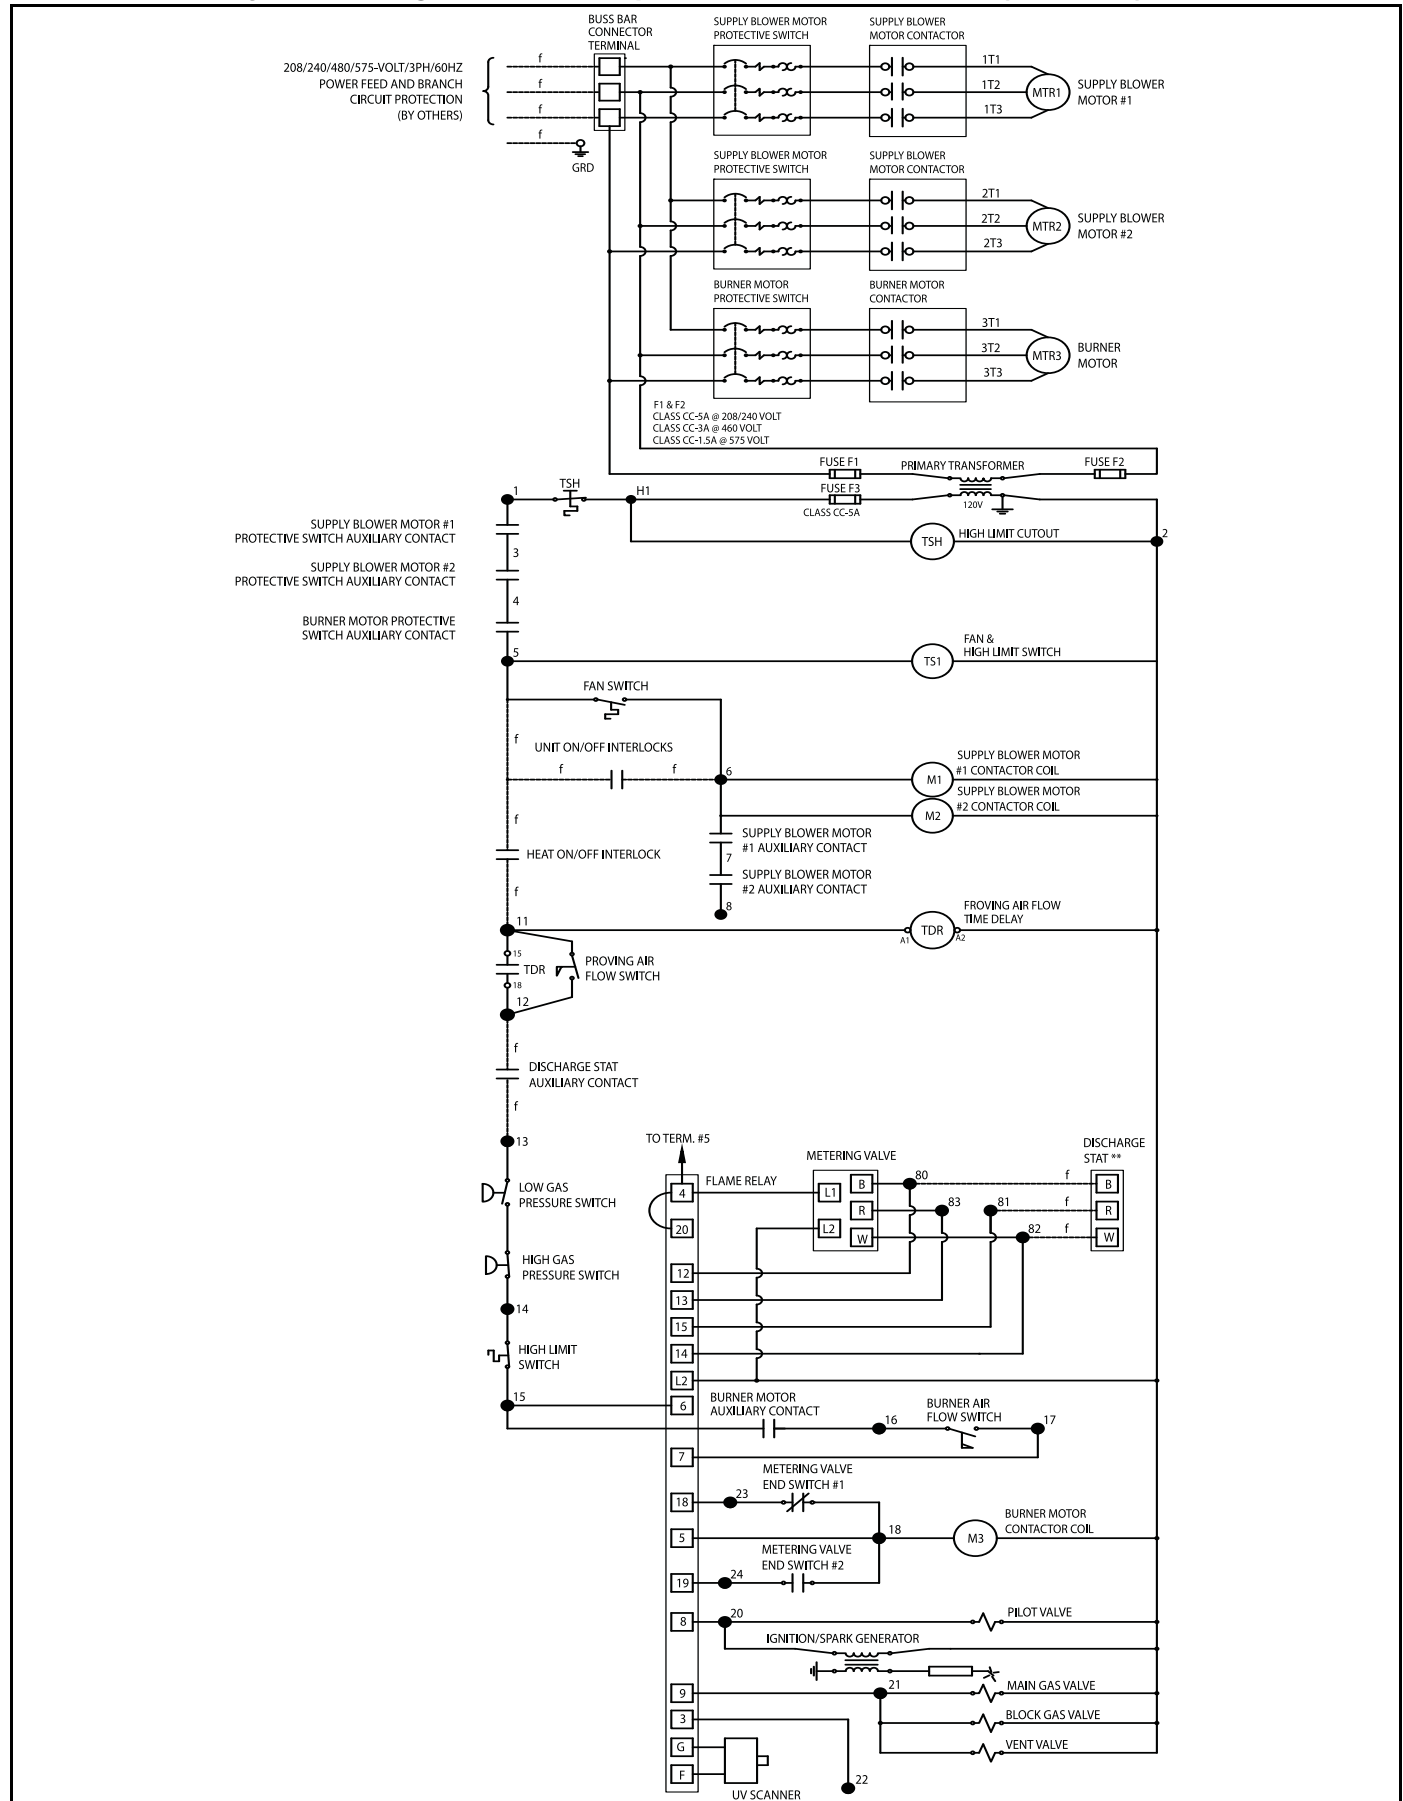 BUSS BAR
CONNECTOR
TERMINAL
SUPPLY BLOWER MOTOR
PROTECTIVE SWITCH
SUPPLY BLOWER
MOTOR CONTACTOR
208/240/480/575-VOLT/3PH/60HZ
POWER FEED AND BRANCH
CIRCUIT PROTECTION
(BY OTHERS)
f
f
f
f
GRD
1T1
1T2
1T3
MTR1
SUPPLY BLOWER
MOTOR #1
SUPPLY BLOWER MOTOR
PROTECTIVE SWITCH
SUPPLY BLOWER
MOTOR CONTACTOR
2T1
2T2
2T3
MTR2
SUPPLY BLOWER
MOTOR #2
BURNER MOTOR
PROTECTIVE SWITCH
BURNER MOTOR
CONTACTOR
3T1
3T2
3T3
MTR3
BURNER
MOTOR
F1 & F2
CLASS CC-5A @ 208/240 VOLT
CLASS CC-3A @ 460 VOLT
CLASS CC-1.5A @ 575 VOLT
FUSE F1
PRIMARY TRANSFORMER
FUSE F2
1
TSH
H1
FUSE F3
CLASS CC-5A
120V
SUPPLY BLOWER MOTOR #1
PROTECTIVE SWITCH AUXILIARY CONTACT
TSH
HIGH LIMIT CUTOUT
2
3
SUPPLY BLOWER MOTOR #2
PROTECTIVE SWITCH AUXILIARY CONTACT
4
BURNER MOTOR PROTECTIVE
SWITCH AUXILIARY CONTACT
5
TS1
FAN &
HIGH LIMIT SWITCH
FAN SWITCH
f
UNIT ON/OFF INTERLOCKS
f
f
6
M1
SUPPLY BLOWER MOTOR
#1 CONTACTOR COIL
M2
SUPPLY BLOWER MOTOR
#2 CONTACTOR COIL
f
SUPPLY BLOWER MOTOR
#1 AUXILIARY CONTACT
7
HEAT ON/OFF INTERLOCK
SUPPLY BLOWER MOTOR
#2 AUXILIARY CONTACT
f
8
11
A1
TDR
A2
FROVING AIR FLOW
TIME DELAY
15
TDR
18
PROVING AIR
FLOW SWITCH
12
f
DISCHARGE STAT
AUXILIARY CONTACT
f
13
TO TERM. #5
LOW GAS
PRESSURE SWITCH
HIGH GAS
PRESSURE SWITCH
14
HIGH LIMIT
SWITCH
15
4
FLAME RELAY
20
METERING VALVE
L1
L2
B
R
W
80
83
81
82
f
f
f
DISCHARGE
STAT **
B
R
W
12
13
15
14
L2
6
BURNER MOTOR
AUXILIARY CONTACT
16
BURNER AIR
FLOW SWITCH
17
7
METERING VALVE
END SWITCH #1
18
23
5
18
M3
BURNER MOTOR
CONTACTOR COIL
METERING VALVE
END SWITCH #2
19
24
8
20
PILOT VALVE
IGNITION/SPARK GENERATOR
9
21
MAIN GAS VALVE
3
BLOCK GAS VALVE
G
VENT VALVE
F
22
UV SCANNER